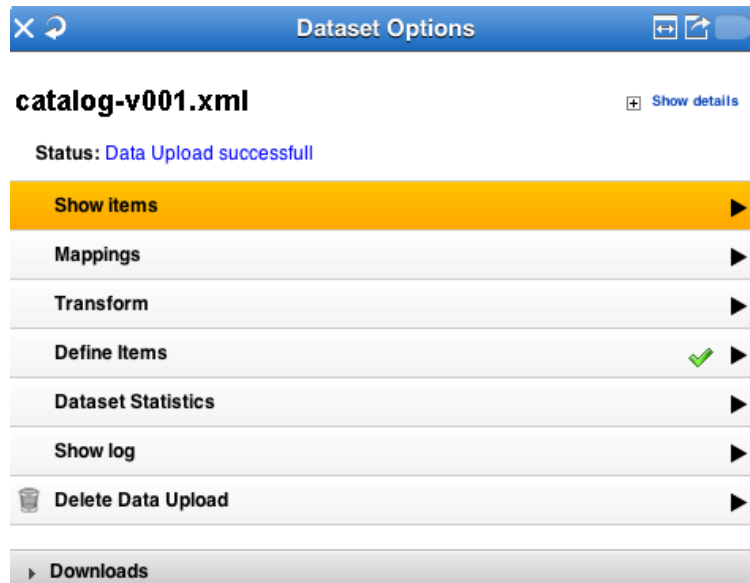 Dataset Options
catalog-v001.xml
Show details
Status: Data Upload successfull
Show items
Mappings
Transform
Define Items
Dataset Statistics
Show log
Delete Data Upload
Downloads